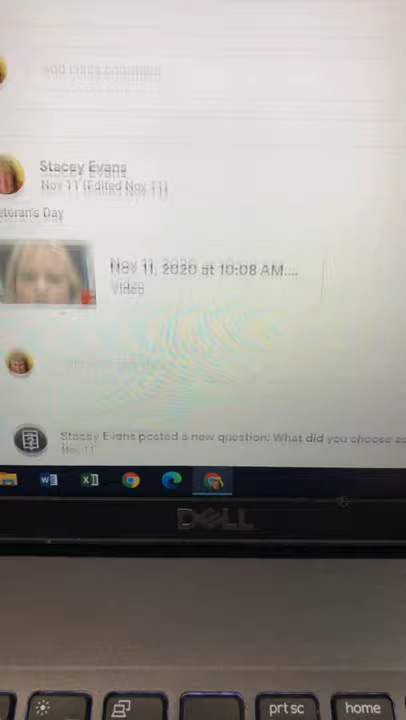 Add class comment
Stacey Evans
Nov 11 (Edited Nov 11)
eteran's Day
Nov 11, 2020 at 10:08 AM....
Video
Stacey Evans posted a new question: What did you choose as
Nov 11
DELL
prt sc
home